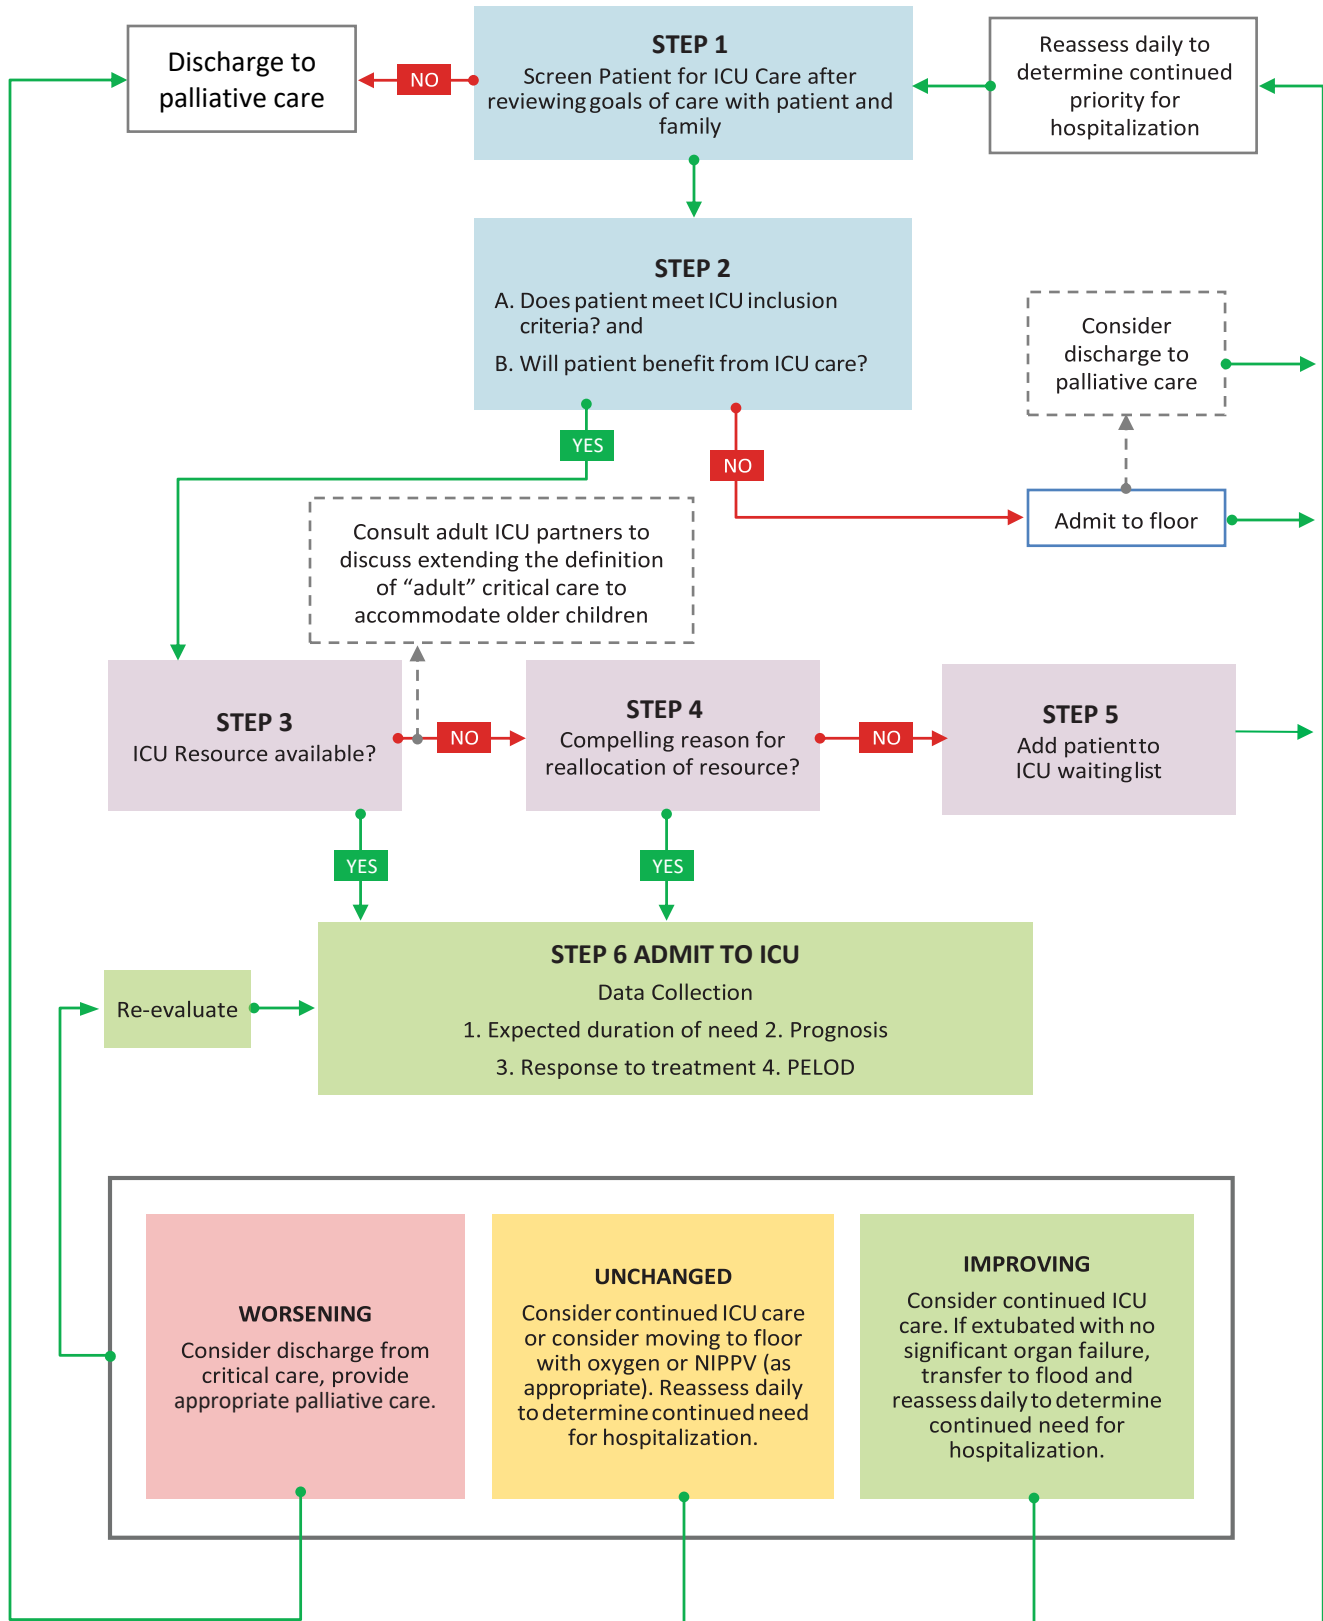 Discharge to
palliative care
NO
STEP 1
Screen Patient for ICU Care after
reviewing goals of care with patient and
family
Reassess daily to
determine continued
priority for
hospitalization
STEP 2
A. Does patient meet ICU inclusion
criteria? and
B. Will patient benefit from ICU care?
YES
NO
Consider
discharge to
palliative care
Admit to floor
Consult adult ICU partners to
discuss extending the definition
of “adult” critical care to
accommodate older children
STEP 3
ICU Resource available?
NO
STEP 4
Compelling reason for
reallocation of resource?
NO
STEP 5
Add patient to
ICU waiting list
YES
YES
Re-evaluate
STEP 6 ADMIT TO ICU
Data Collection
1. Expected duration of need 2. Prognosis
3. Response to treatment 4. PELOD
WORSENING
Consider discharge from
critical care, provide
appropriate palliative care.
UNCHANGED
Consider continued ICU care
or consider moving to floor
with oxygen or NIPPV (as
appropriate). Reassess daily
to determine continued need
for hospitalization.
IMPROVING
Consider continued ICU
care. If extubated with no
significant organ failure,
transfer to flood and
reassess daily to determine
continued need for
hospitalization.